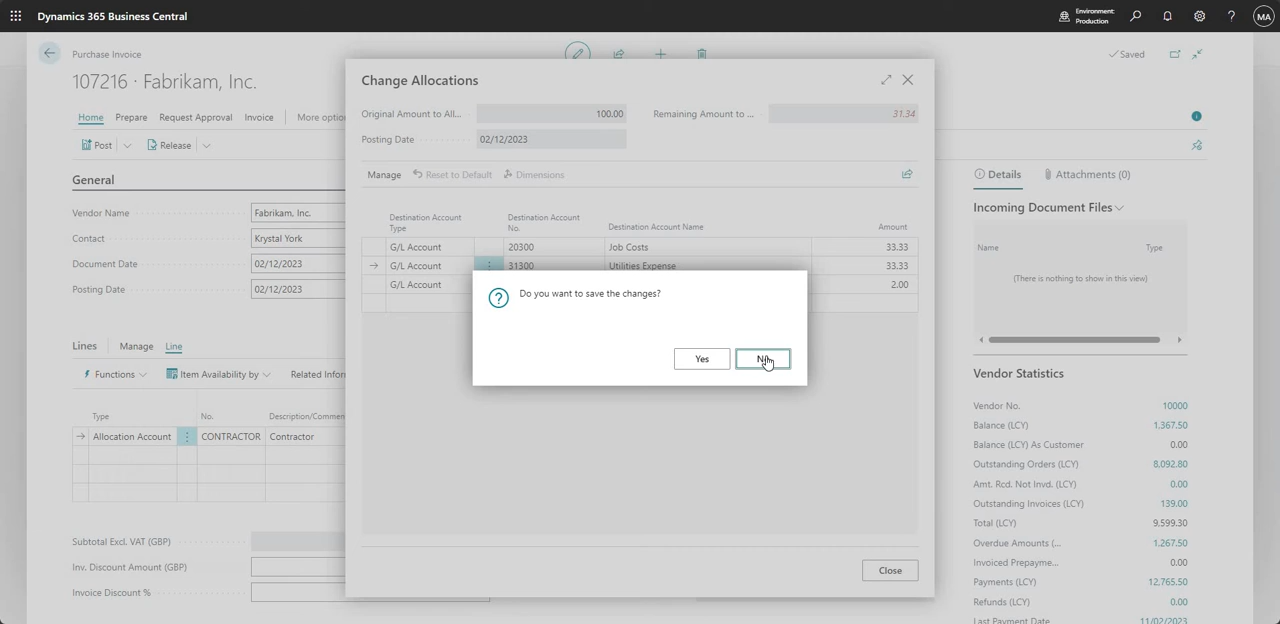 Dynamics 365 Business Central
Environment:
Production
?
MA
Purchase Invoice
Saved
107216 · Fabrikam, Inc.
Home
Prepare
Request Approval
Invoice
More optio
Post
Release
General
Vendor Name
Fabrikam, Inc.
Contact
Krystal York
Document Date
02/12/2023
Posting Date
02/12/2023
Lines
Manage
Line
Functions
Item Availability by
Related Infor
Type
No.
Description/Commen
Allocation Account
CONTRACTOR
Contractor
Subtotal Excl. VAT (GBP)
Inv. Discount Amount (GBP)
Invoice Discount %
Change Allocations
Original Amount to All...
100.00
Remaining Amount to ...
31.34
Posting Date
02/12/2023
Manage
Reset to Default
Dimensions
Destination Account
Type
Destination Account
No.
Destination Account Name
Amount
G/L Account
20300
Job Costs
33.33
G/L Account
31300
Utilities Expense
33.33
G/L Account
2.00
?
Do you want to save the changes?
Yes
Close
Details
Attachments (0)
Incoming Document Files
Name
Type
(There is nothing to show in this view)
Vendor Statistics
Vendor No.
10000
Balance (LCY)
1,367.50
Balance (LCY) As Customer
0.00
Outstanding Orders (LCY)
8,092.80
Amt. Rcd. Not Invd. (LCY)
0.00
Outstanding Invoices (LCY)
139.00
Total (LCY)
9,599.30
Overdue Amounts (...
1,267.50
Invoiced Prepayme...
0.00
Payments (LCY)
12,765.50
Refunds (LCY)
0.00
Last Payment Date
11/02/2023